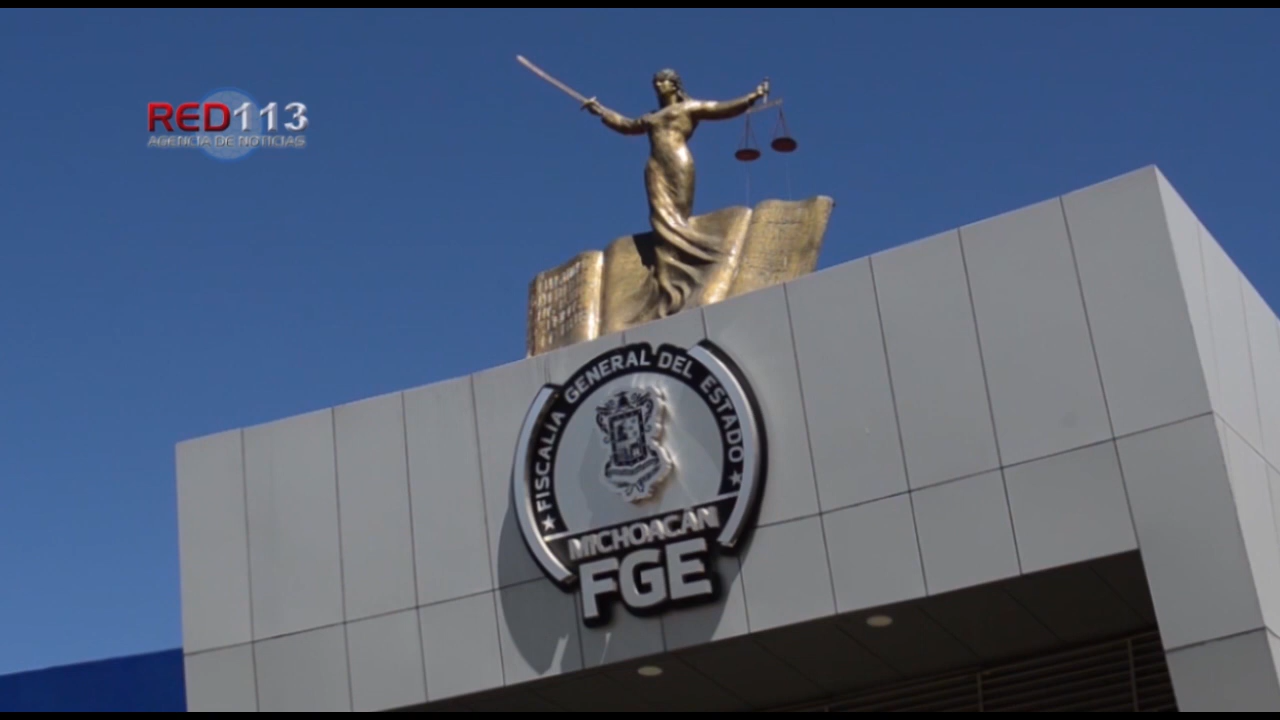 RED113
AGENCIA DE NOTICIAS
FISCALÍA GENERAL DEL ESTADO
MICHOACÁN
FGE